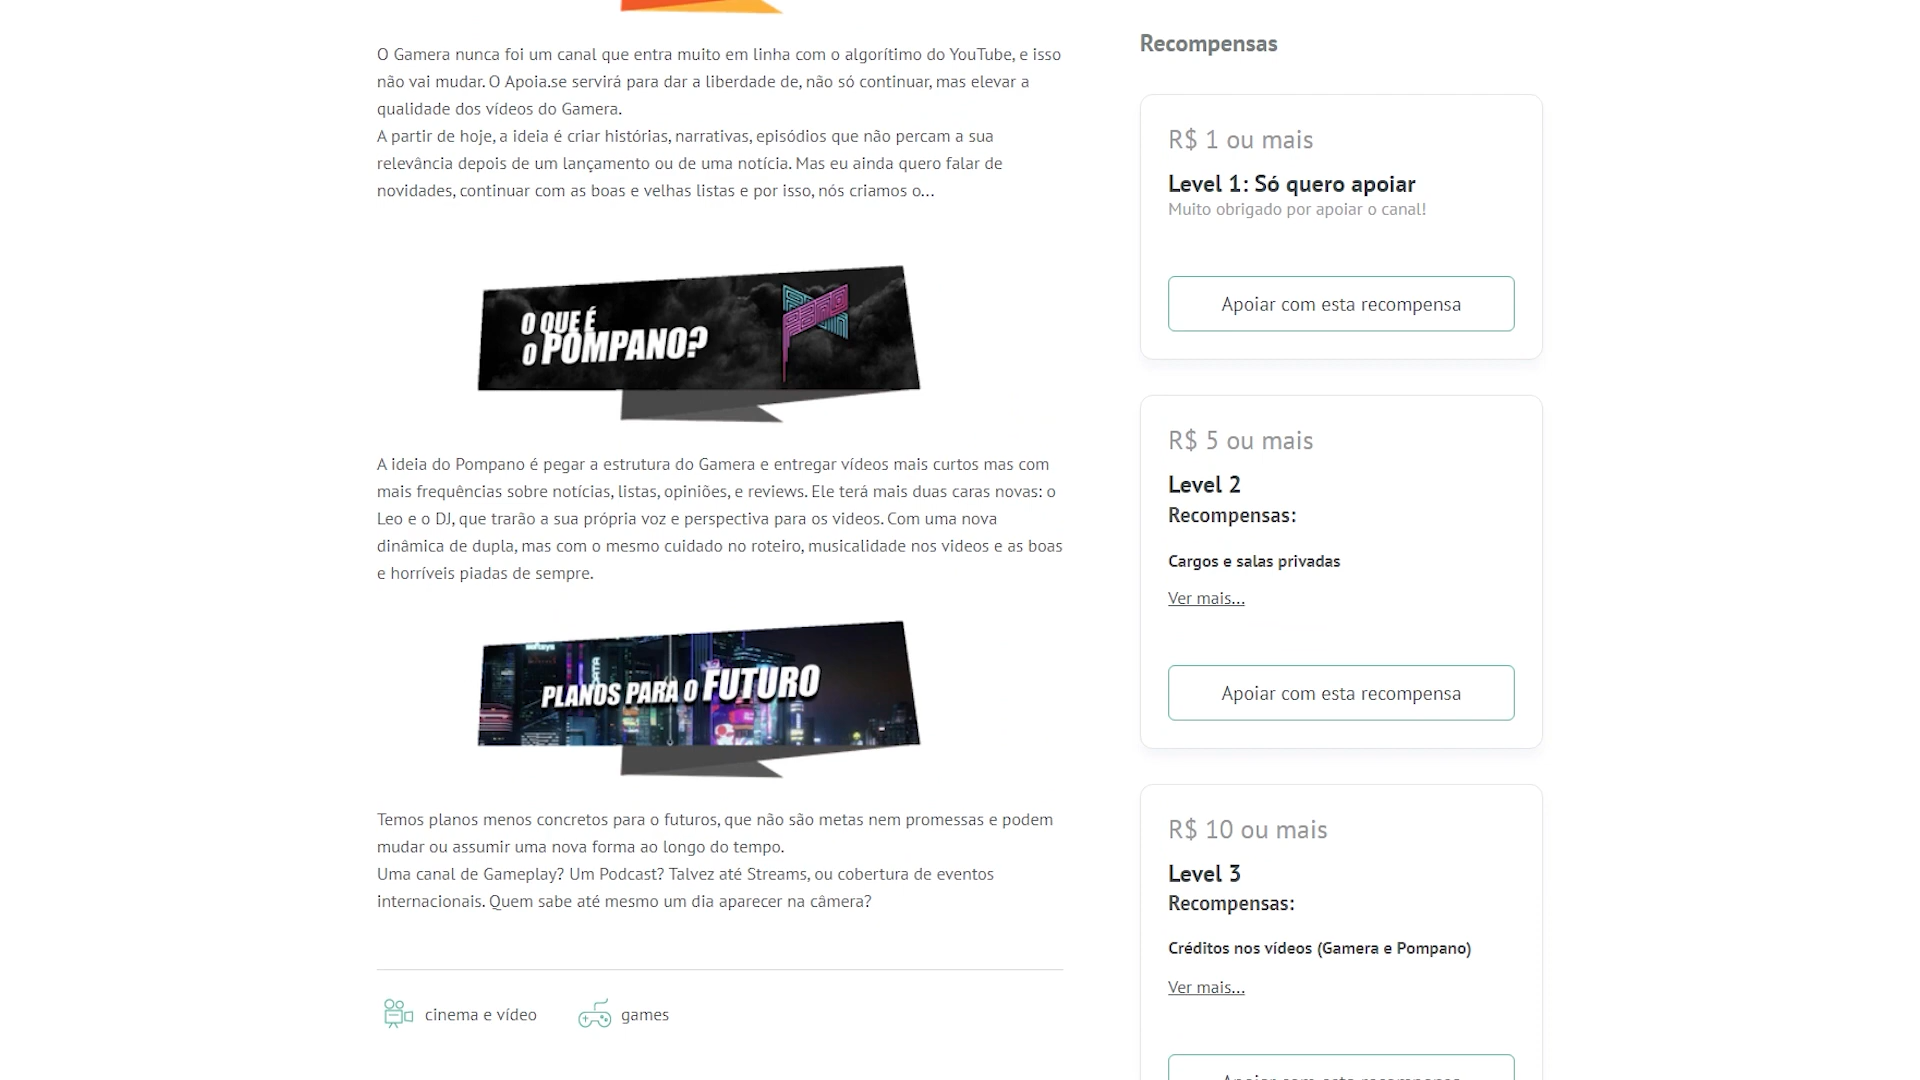 O Gamera nunca foi um canal que entra muito em linha com o algorítimo do YouTube, e isso
não vai mudar. O Apoia.se servirá para dar a liberdade de, não só continuar, mas elevar a
qualidade dos vídeos do Gamera.
A partir de hoje, a ideia é criar histórias, narrativas, episódios que não percam a sua
relevância depois de um lançamento ou de uma notícia. Mas eu ainda quero falar de
novidades, continuar com as boas e velhas listas e por isso, nós criamos o...
O QUE É
O POMPANO?
A ideia do Pompano é pegar a estrutura do Gamera e entregar vídeos mais curtos mas com
mais frequências sobre notícias, listas, opiniões, e reviews. Ele terá mais duas caras novas: o
Leo e o DJ, que trarão a sua própria voz e perspectiva para os videos. Com uma nova
dinâmica de dupla, mas com o mesmo cuidado no roteiro, musicalidade nos videos e as boas
e horríveis piadas de sempre.
PLANOS PARA O FUTURO
Temos planos menos concretos para o futuros, que não são metas nem promessas e podem
mudar ou assumir uma nova forma ao longo do tempo.
Uma canal de Gameplay? Um Podcast? Talvez até Streams, ou cobertura de eventos
internacionais. Quem sabe até mesmo um dia aparecer na câmera?
cinema e vídeo
games
Recompensas
R$ 1 ou mais
Level 1: Só quero apoiar
Muito obrigado por apoiar o canal!
Apoiar com esta recompensa
R$ 5 ou mais
Level 2
Recompensas:
Cargos e salas privadas
Ver mais...
Apoiar com esta recompensa
R$ 10 ou mais
Level 3
Recompensas:
Créditos nos vídeos (Gamera e Pompano)
Ver mais...
Apoiar com esta recompensa